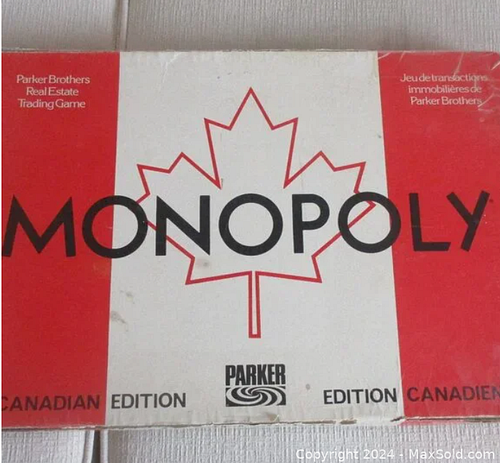 Parker Brothers
Real Estate
Trading Game
Jeu de transactions
immobilières de
Parker Brothers
MONOPOLY
PARKER
CANADIAN EDITION
EDITION CANADIEN
Copyright 2024 - MaxSold.com